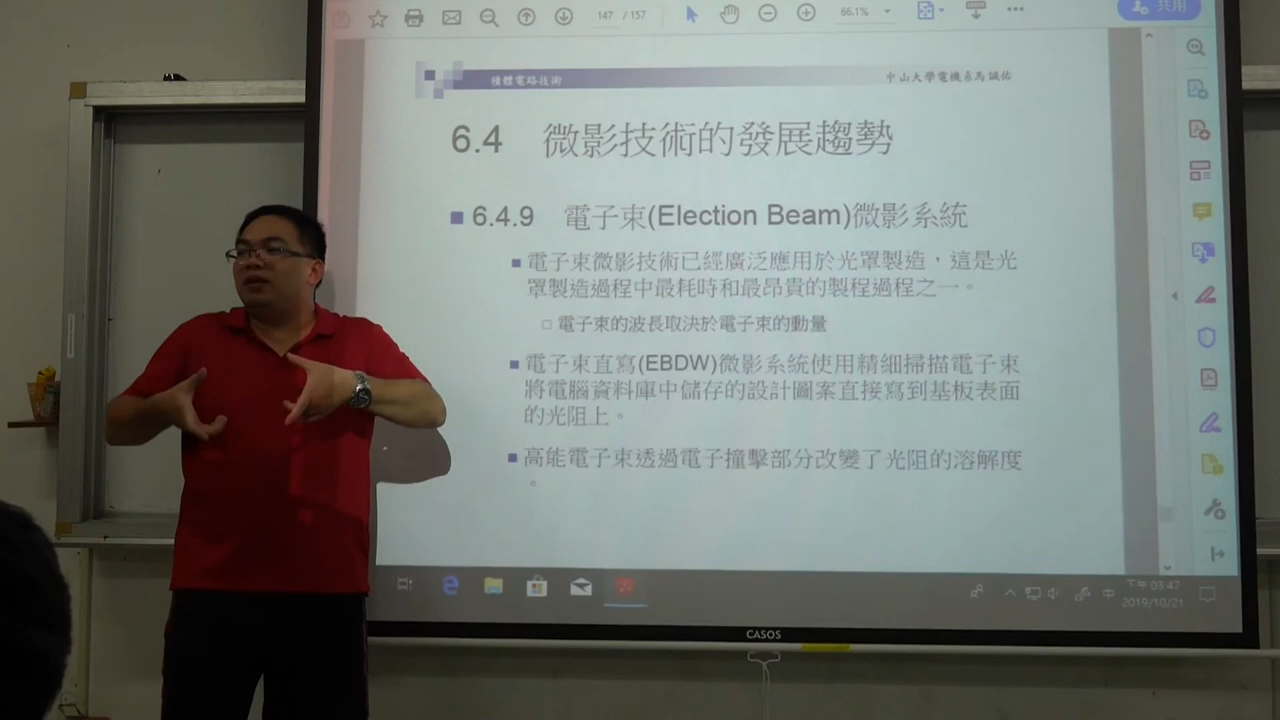 147 / 157
66.1%
共用
積體電路技術
中山大學電機系馬誠佑
6.4 微影技術的發展趨勢
6.4.9 電子束(Election Beam)微影系統
電子束微影技術已經廣泛應用於光罩製造，這是光
罩製造過程中最耗時和最昂貴的製程過程之一。
電子束的波長取決於電子束的動量
電子束直寫(EBDW)微影系統使用精細掃描電子束
將電腦資料庫中儲存的設計圖案直接寫到基板表面
的光阻上。
高能電子束透過電子撞擊部分改變了光阻的溶解度
。
中
下午 03:47
2019/10/21
CASOS